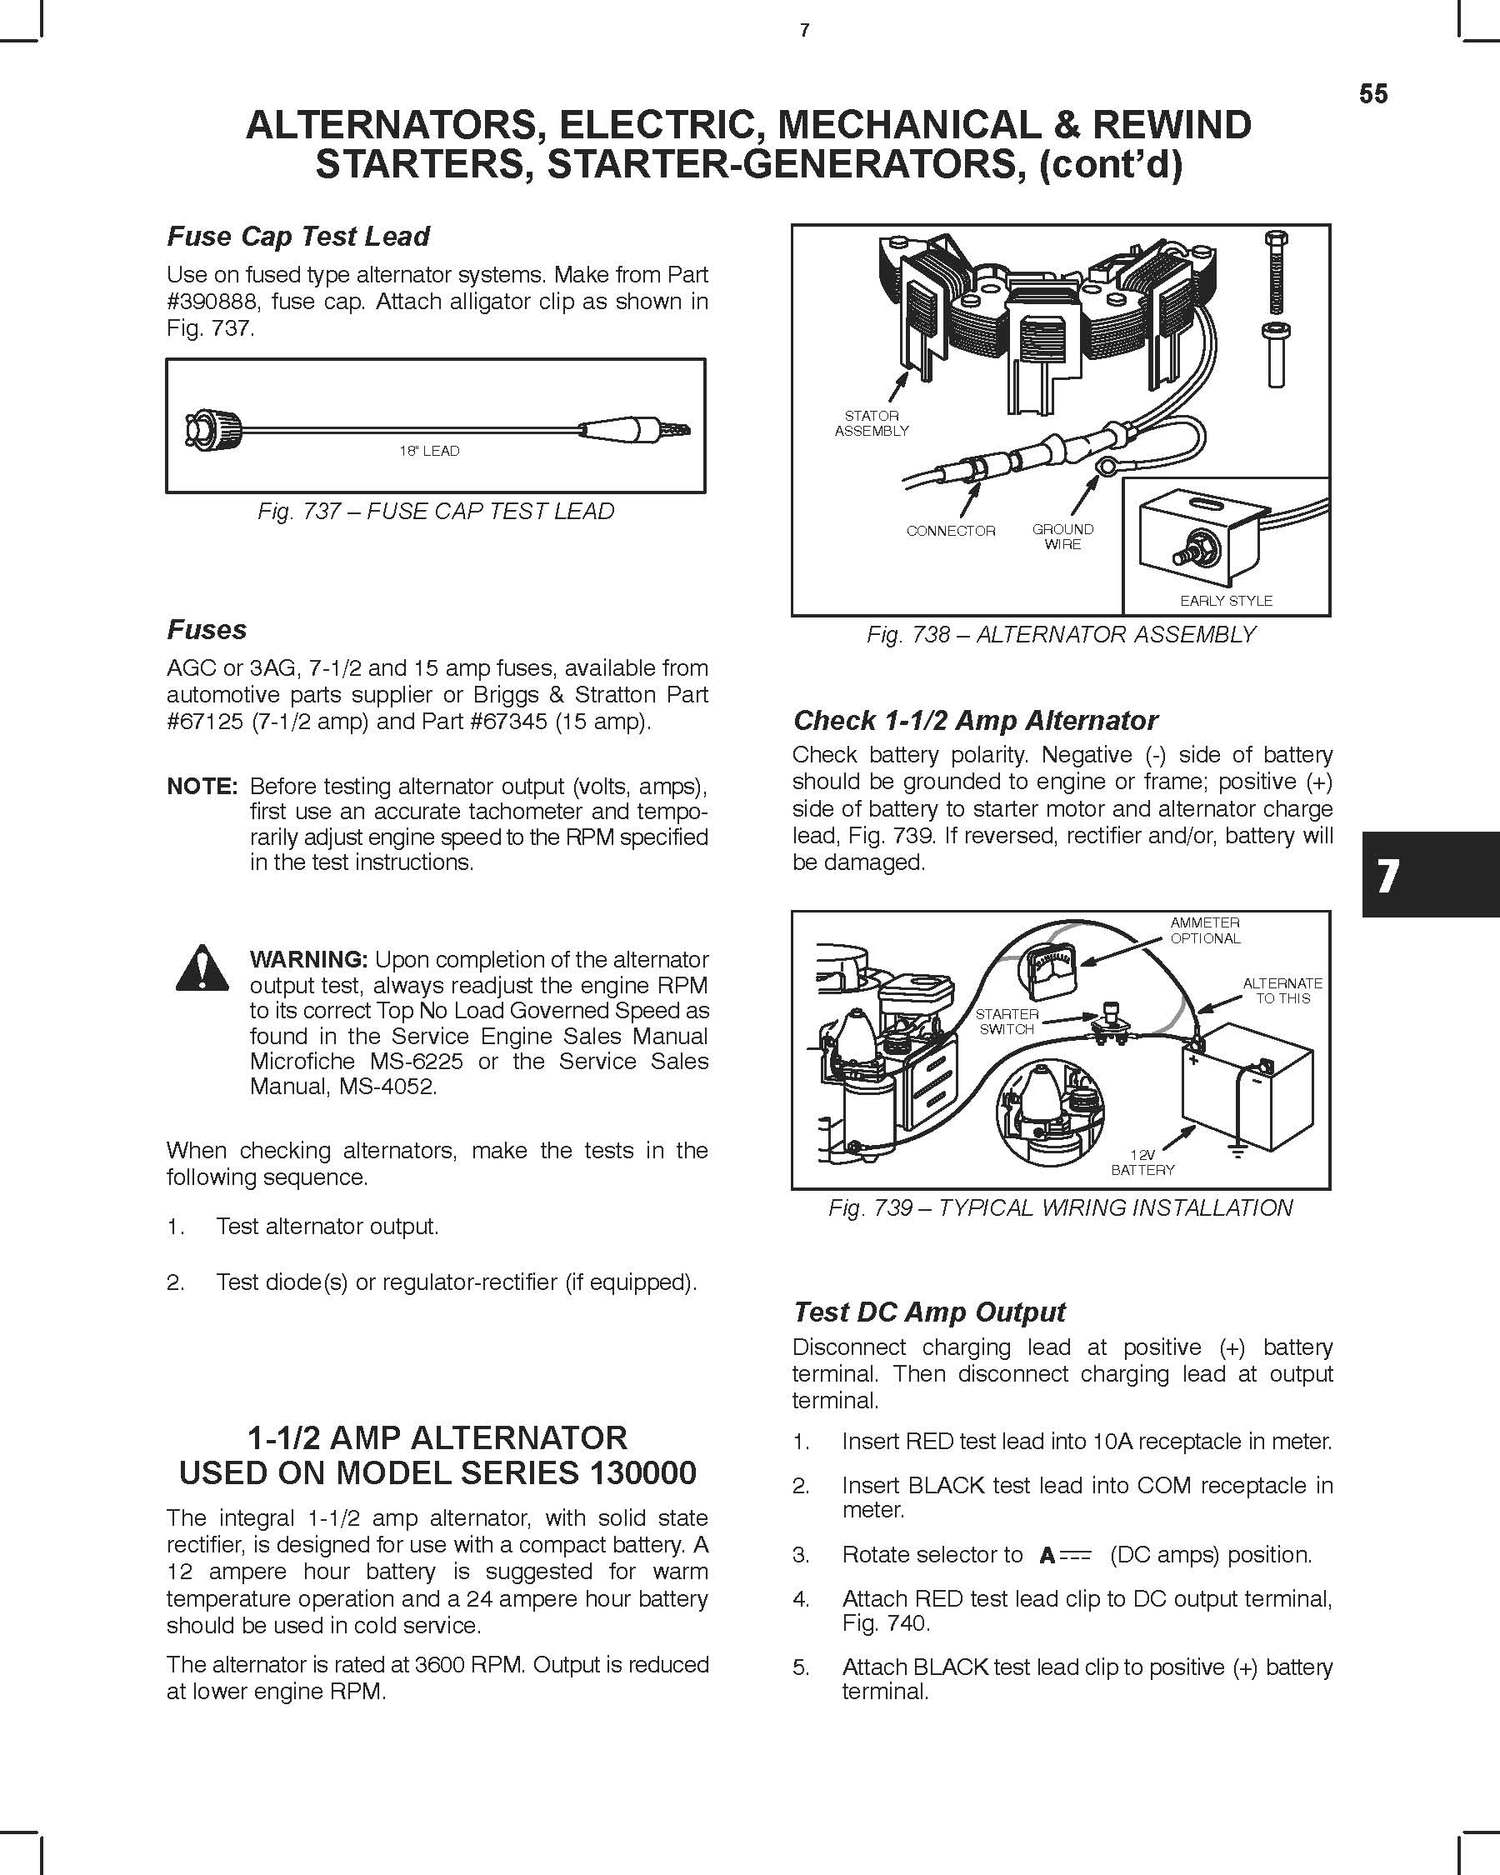 7
55
ALTERNATORS, ELECTRIC, MECHANICAL & REWIND
STARTERS, STARTER-GENERATORS, (cont’d)
Fuse Cap Test Lead
Use on fused type alternator systems. Make from Part
#390888, fuse cap. Attach alligator clip as shown in
Fig. 737.
18" LEAD
Fig. 737 – FUSE CAP TEST LEAD
Fuses
AGC or 3AG, 7-1/2 and 15 amp fuses, available from
automotive parts supplier or Briggs & Stratton Part
#67125 (7-1/2 amp) and Part #67345 (15 amp).
NOTE: Before testing alternator output (volts, amps),
first use an accurate tachometer and tempo-
rarily adjust engine speed to the RPM specified
in the test instructions.
WARNING: Upon completion of the alternator
output test, always readjust the engine RPM
to its correct Top No Load Governed Speed as
found in the Service Engine Sales Manual
Microfiche MS-6225 or the Service Sales
Manual, MS-4052.
When checking alternators, make the tests in the
following sequence.
1. Test alternator output.
2. Test diode(s) or regulator-rectifier (if equipped).
1-1/2 AMP ALTERNATOR
USED ON MODEL SERIES 130000
The integral 1-1/2 amp alternator, with solid state
rectifier, is designed for use with a compact battery. A
12 ampere hour battery is suggested for warm
temperature operation and a 24 ampere hour battery
should be used in cold service.
The alternator is rated at 3600 RPM. Output is reduced
at lower engine RPM.
STATOR
ASSEMBLY
CONNECTOR
GROUND
WIRE
EARLY STYLE
Fig. 738 – ALTERNATOR ASSEMBLY
Check 1-1/2 Amp Alternator
Check battery polarity. Negative (-) side of battery
should be grounded to engine or frame; positive (+)
side of battery to starter motor and alternator charge
lead, Fig. 739. If reversed, rectifier and/or, battery will
be damaged.
7
AMMETER
OPTIONAL
ALTERNATE
TO THIS
STARTER
SWITCH
+
–
12V
BATTERY
Fig. 739 – TYPICAL WIRING INSTALLATION
Test DC Amp Output
Disconnect charging lead at positive (+) battery
terminal. Then disconnect charging lead at output
terminal.
1. Insert RED test lead into 10A receptacle in meter.
2. Insert BLACK test lead into COM receptacle in
meter.
3. Rotate selector to A⎓ (DC amps) position.
4. Attach RED test lead clip to DC output terminal,
Fig. 740.
5. Attach BLACK test lead clip to positive (+) battery
terminal.